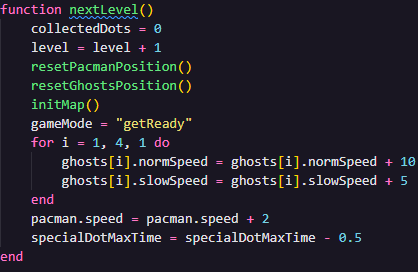 function nextLevel()
    collectedDots = 0
    level = level + 1
    resetPacmanPosition()
    resetGhostsPosition()
    initMap()
    gameMode = "getReady"
    for i = 1, 4, 1 do
        ghosts[i].normSpeed = ghosts[i].normSpeed + 10
        ghosts[i].slowSpeed = ghosts[i].slowSpeed + 5
    end
    pacman.speed = pacman.speed + 2
    specialDotMaxTime = specialDotMaxTime - 0.5
end